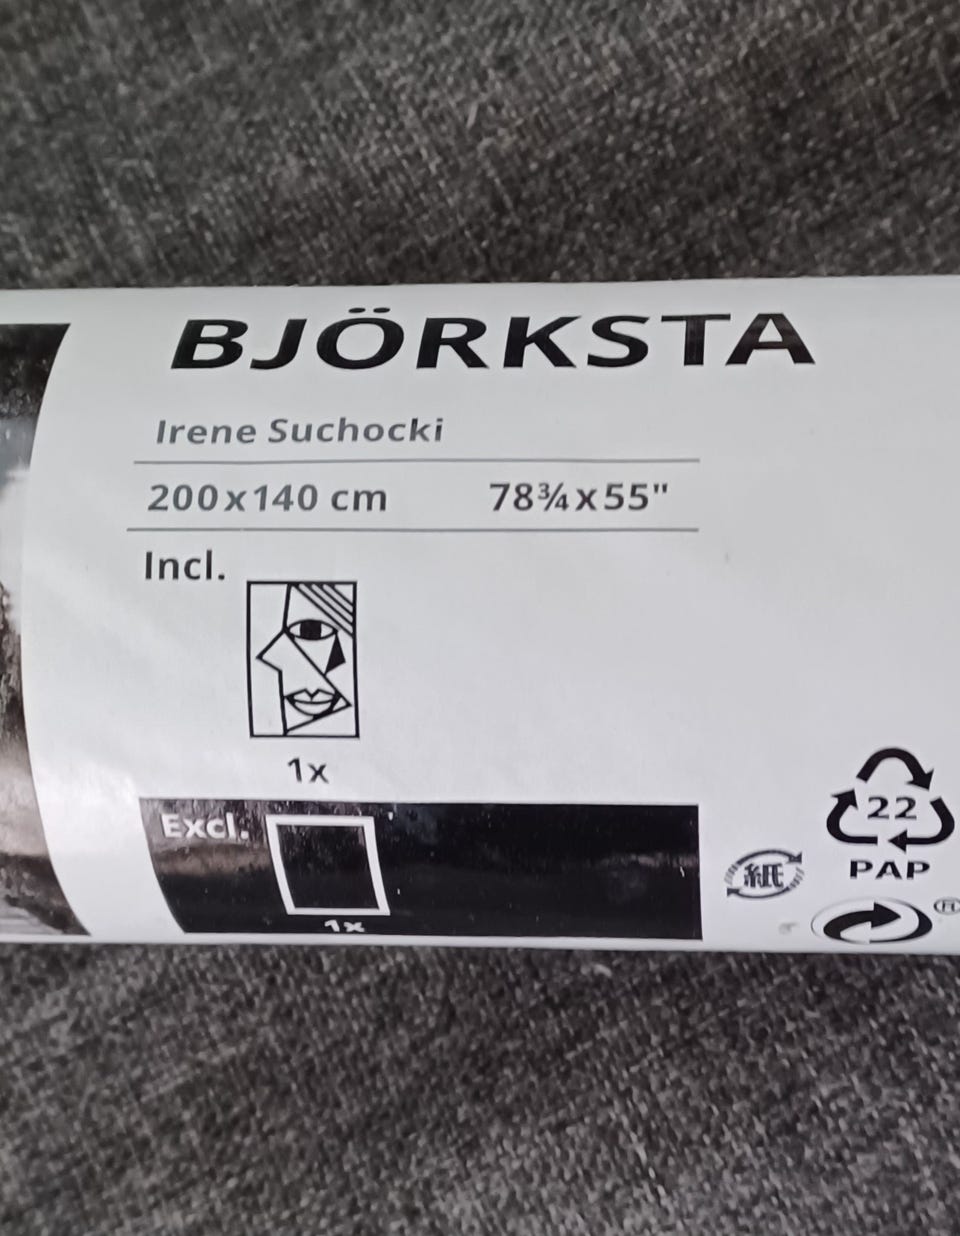 BJÖRKSTA
Irene Suchocki
200x140 cm 78¾x55"
Incl.
1x
Excl.
1x
紙
22
PAP
®